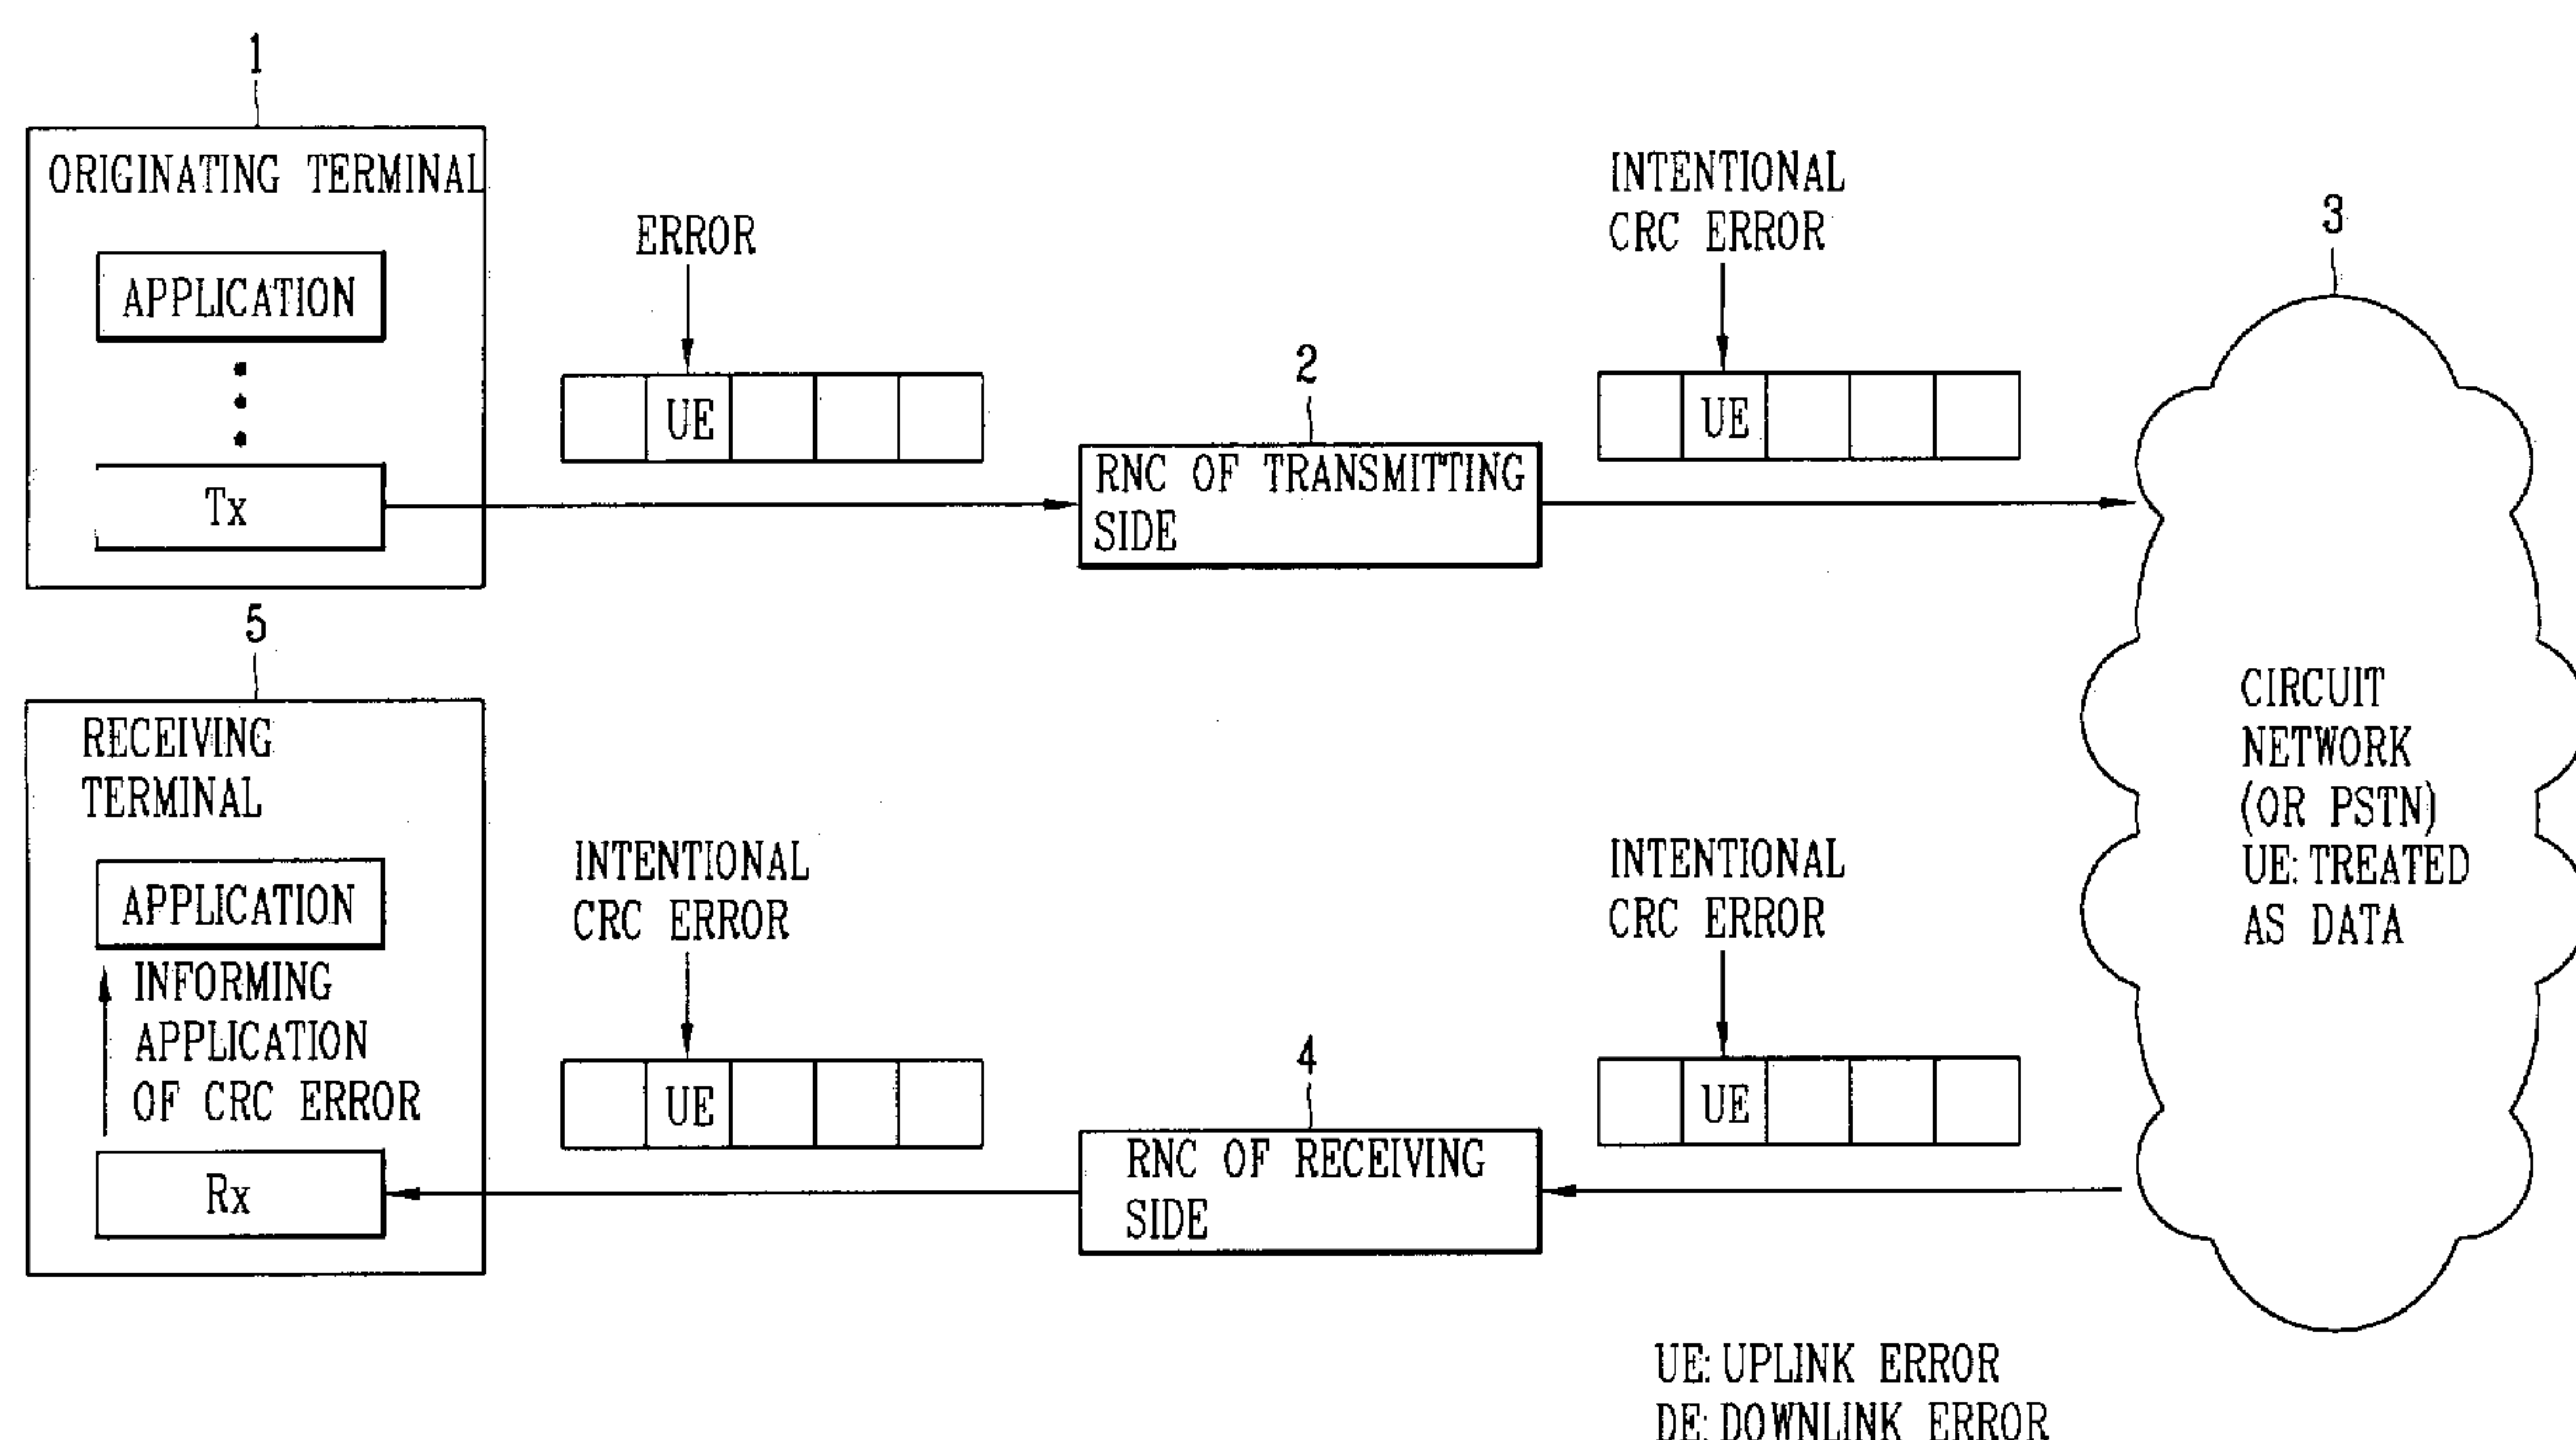 1
ORIGINATING TERMINAL
APPLICATION
Tx
ERROR
UE
2
RNC OF TRANSMITTING
SIDE
INTENTIONAL
CRC ERROR
UE
3
CIRCUIT
NETWORK
(OR PSTN)
UE: TREATED
AS DATA
5
RECEIVING
TERMINAL
APPLICATION
INFORMING
APPLICATION
OF CRC ERROR
Rx
INTENTIONAL
CRC ERROR
UE
4
RNC OF RECEIVING
SIDE
INTENTIONAL
CRC ERROR
UE
UE: UPLINK ERROR
DE: DOWNLINK ERROR